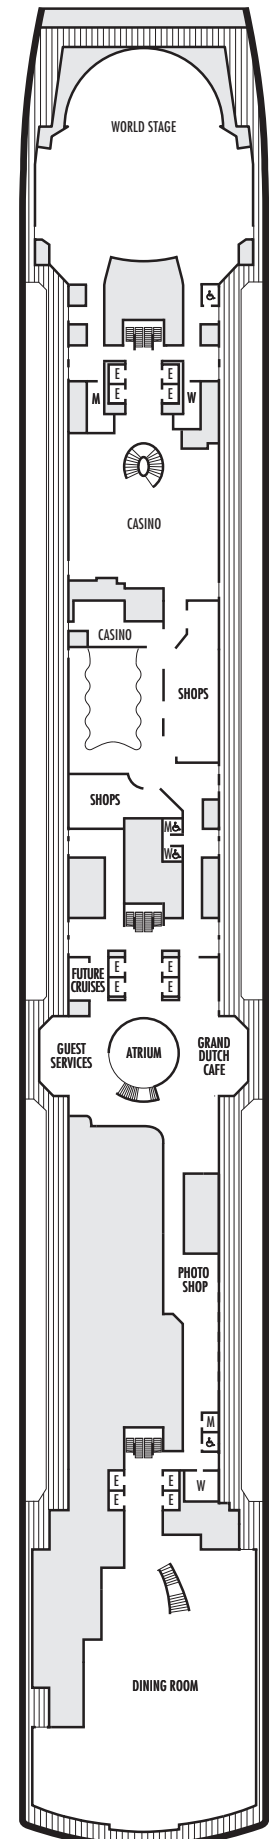 WORLD STAGE
E E
E E
M W
CASINO
CASINO
SHOPS
SHOPS
M
W
E E
FUTURE
CRUISES
E E
GUEST
SERVICES
ATRIUM
GRAND
DUTCH
CAFE
PHOTO
SHOP
M
E E
W
E E
DINING ROOM